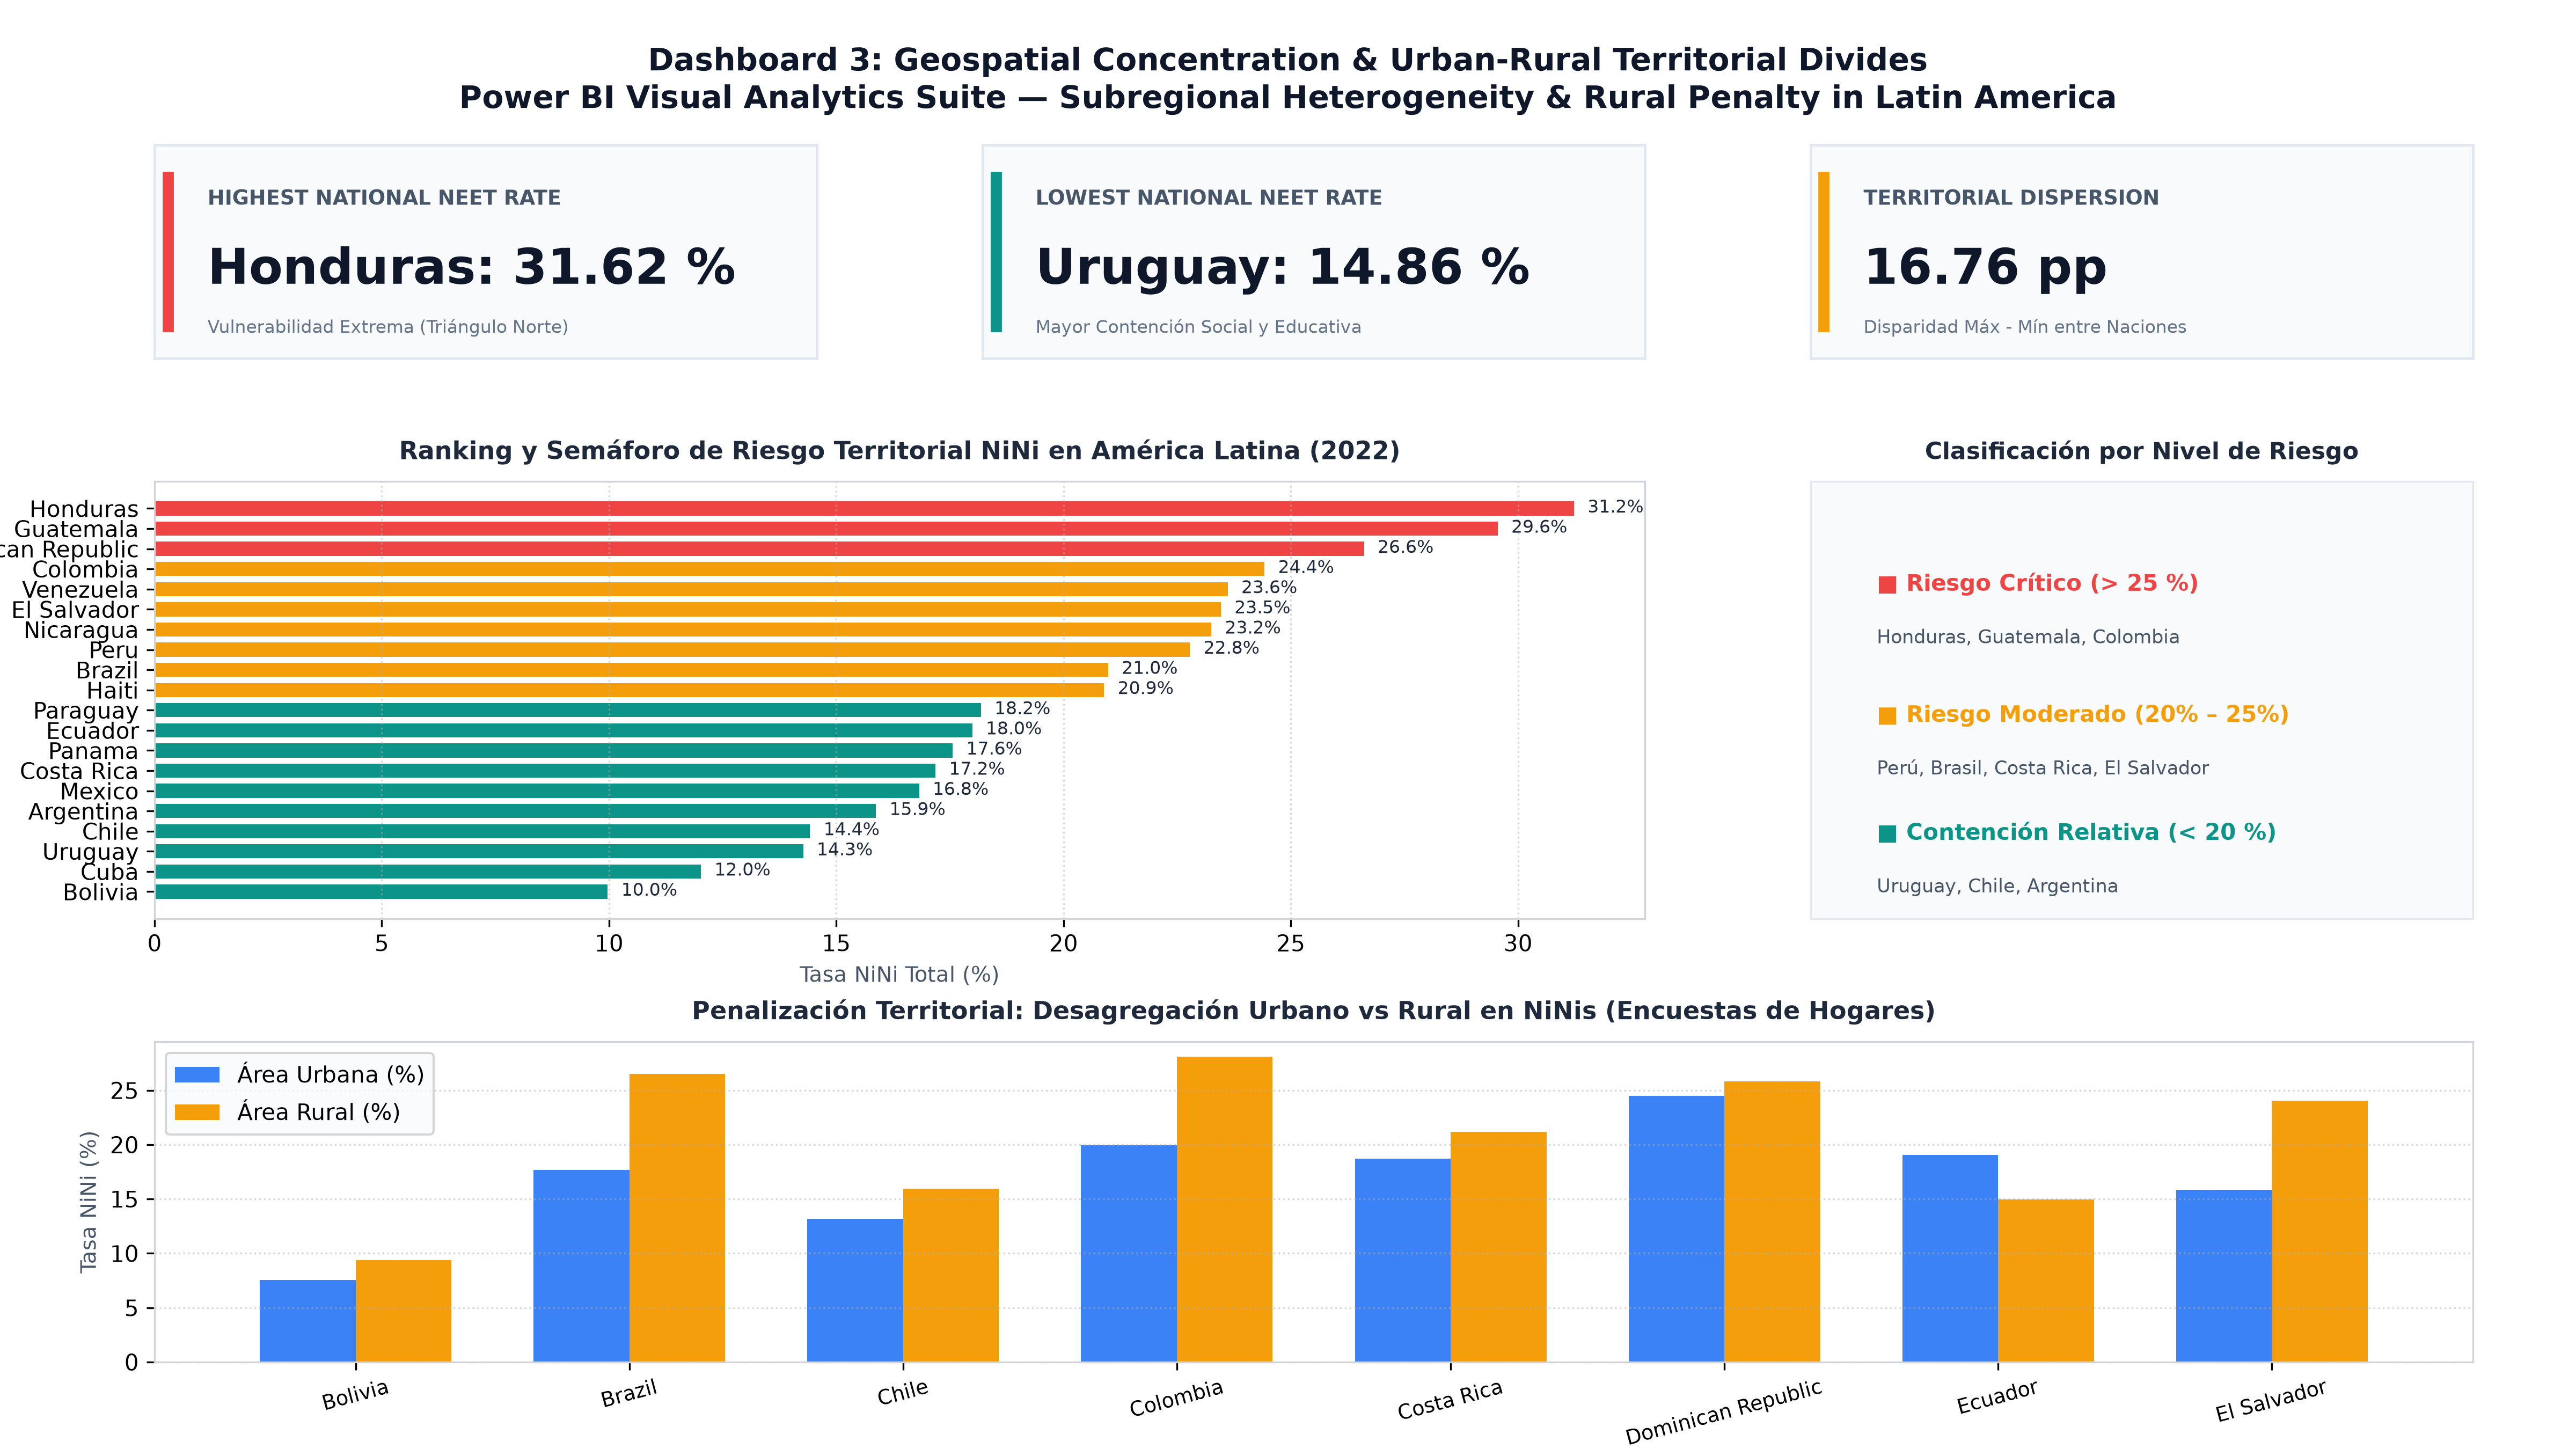 Dashboard 3: Geospatial Concentration & Urban-Rural Territorial Divides
Power BI Visual Analytics Suite — Subregional Heterogeneity & Rural Penalty in Latin America
HIGHEST NATIONAL NEET RATE
Honduras: 31.62 %
Vulnerabilidad Extrema (Triángulo Norte)
LOWEST NATIONAL NEET RATE
Uruguay: 14.86 %
Mayor Contención Social y Educativa
TERRITORIAL DISPERSION
16.76 pp
Disparidad Máx - Mín entre Naciones
Ranking y Semáforo de Riesgo Territorial NiNi en América Latina (2022)
Honduras 31.2%
Guatemala 29.6%
can Republic 26.6%
Colombia 24.4%
Venezuela 23.6%
El Salvador 23.5%
Nicaragua 23.2%
Peru 22.8%
Brazil 21.0%
Haiti 20.9%
Paraguay 18.2%
Ecuador 18.0%
Panama 17.6%
Costa Rica 17.2%
Mexico 16.8%
Argentina 15.9%
Chile 14.4%
Uruguay 14.3%
Cuba 12.0%
Bolivia 10.0%
0 5 10 15 20 25 30
Tasa NiNi Total (%)
Clasificación por Nivel de Riesgo
■ Riesgo Crítico (> 25 %)
Honduras, Guatemala, Colombia
■ Riesgo Moderado (20% – 25%)
Perú, Brasil, Costa Rica, El Salvador
■ Contención Relativa (< 20 %)
Uruguay, Chile, Argentina
Penalización Territorial: Desagregación Urbano vs Rural en NiNis (Encuestas de Hogares)
Área Urbana (%)
Área Rural (%)
Tasa NiNi (%)
25
20
15
10
5
0
Bolivia
Brazil
Chile
Colombia
Costa Rica
Dominican Republic
Ecuador
El Salvador